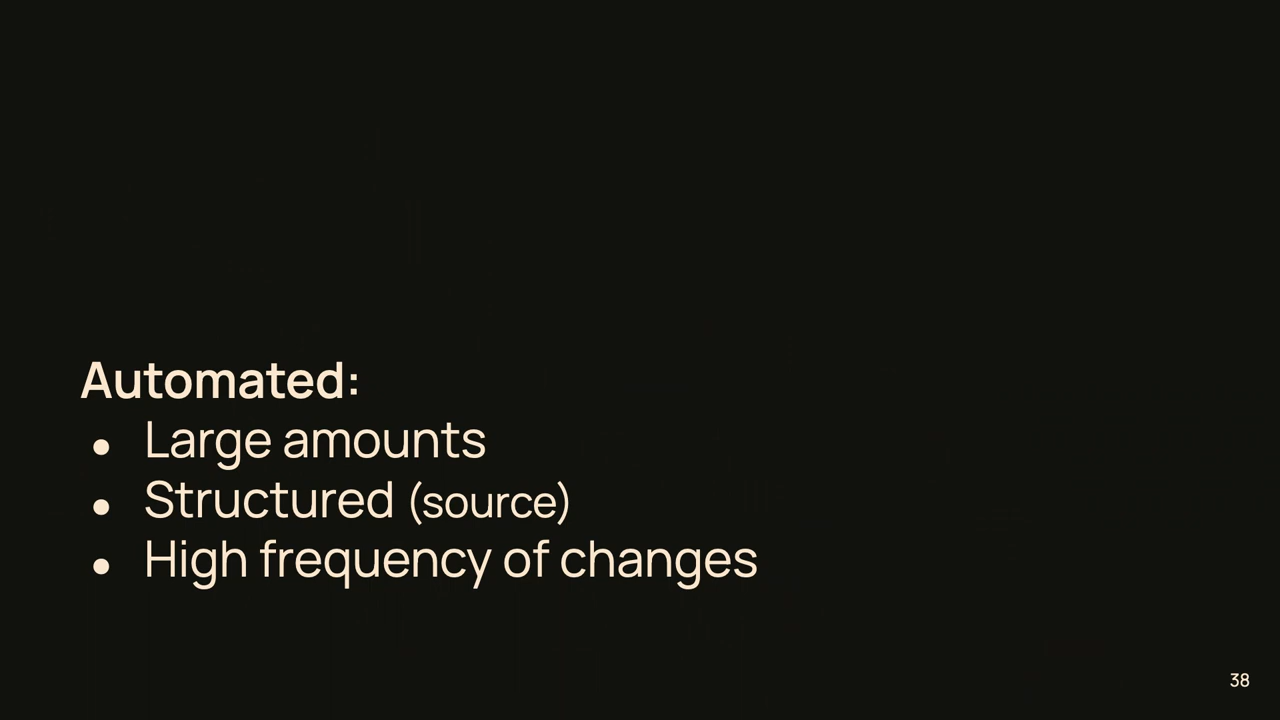 Automated:
● Large amounts
● Structured (source)
● High frequency of changes
38